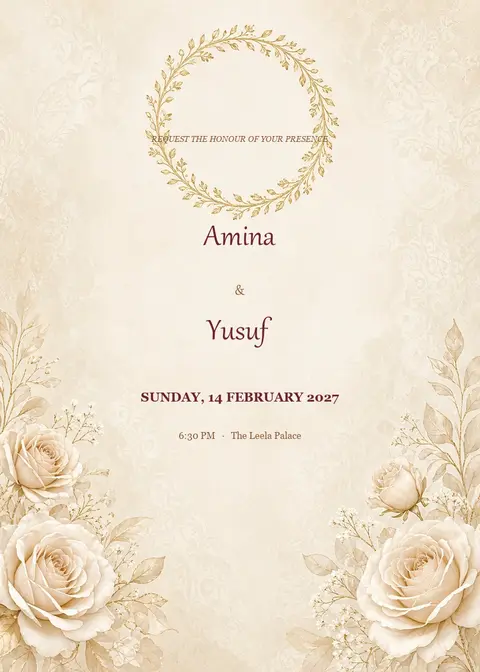 REQUEST THE HONOUR OF YOUR PRESENCE
Amina
&
Yusuf
SUNDAY, 14 FEBRUARY 2027
6:30 PM · The Leela Palace